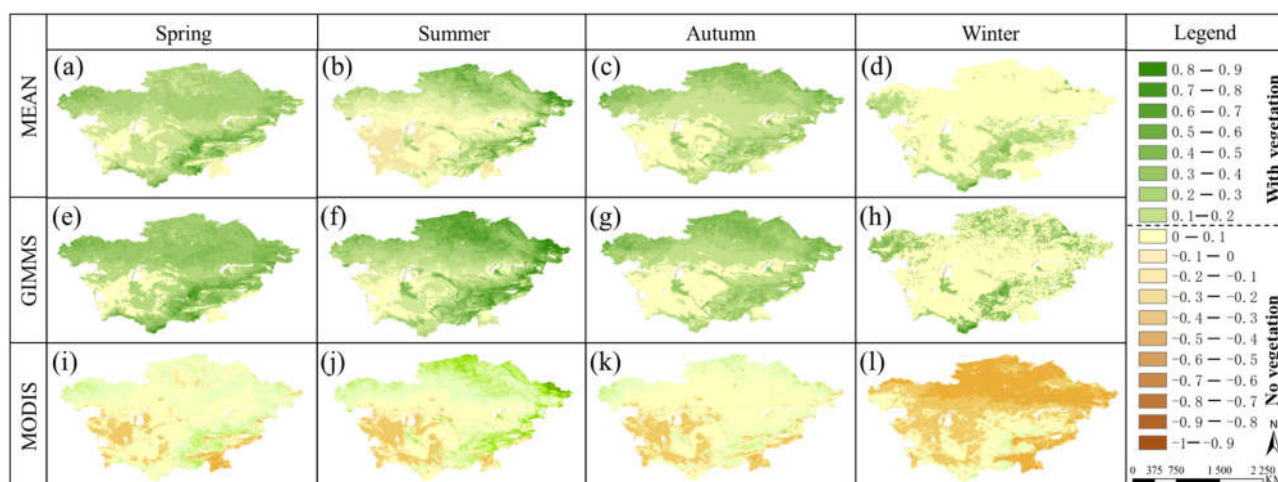 Spring Summer Autumn Winter Legend
MEAN (a) (b) (c) (d)
GIMMS (e) (f) (g) (h)
MODIS (i) (j) (k) (l)
0.8 — 0.9
0.7 — 0.8
0.6 — 0.7
0.5 — 0.6
0.4 — 0.5
0.3 — 0.4
0.2 — 0.3
0.1—0.2
With vegetation
0 — 0.1
-0.1 — 0
-0.2 — -0.1
-0.3 — -0.2
-0.4 — -0.3
-0.5 — -0.4
-0.6 — -0.5
-0.7 — -0.6
-0.8 — -0.7
-0.9 — -0.8
-1 — -0.9
No vegetation
N
0 375 750 1 500 2 250
KM